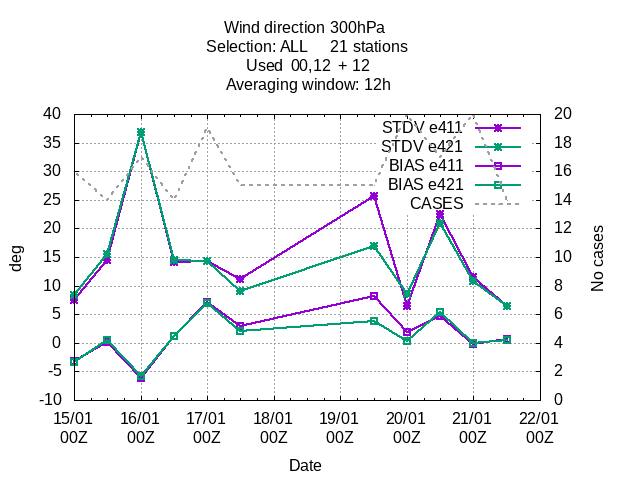 Wind direction 300hPa
Selection: ALL     21 stations
Used  00,12  + 12
Averaging window: 12h
40
35
30
25
20
15
10
5
0
-5
-10
deg
20
18
16
14
12
10
8
6
4
2
0
No cases
STDV e411
STDV e421
BIAS e411
BIAS e421
CASES
15/01 16/01 17/01 18/01 19/01 20/01 21/01 22/01
00Z 00Z 00Z 00Z 00Z 00Z 00Z 00Z
Date